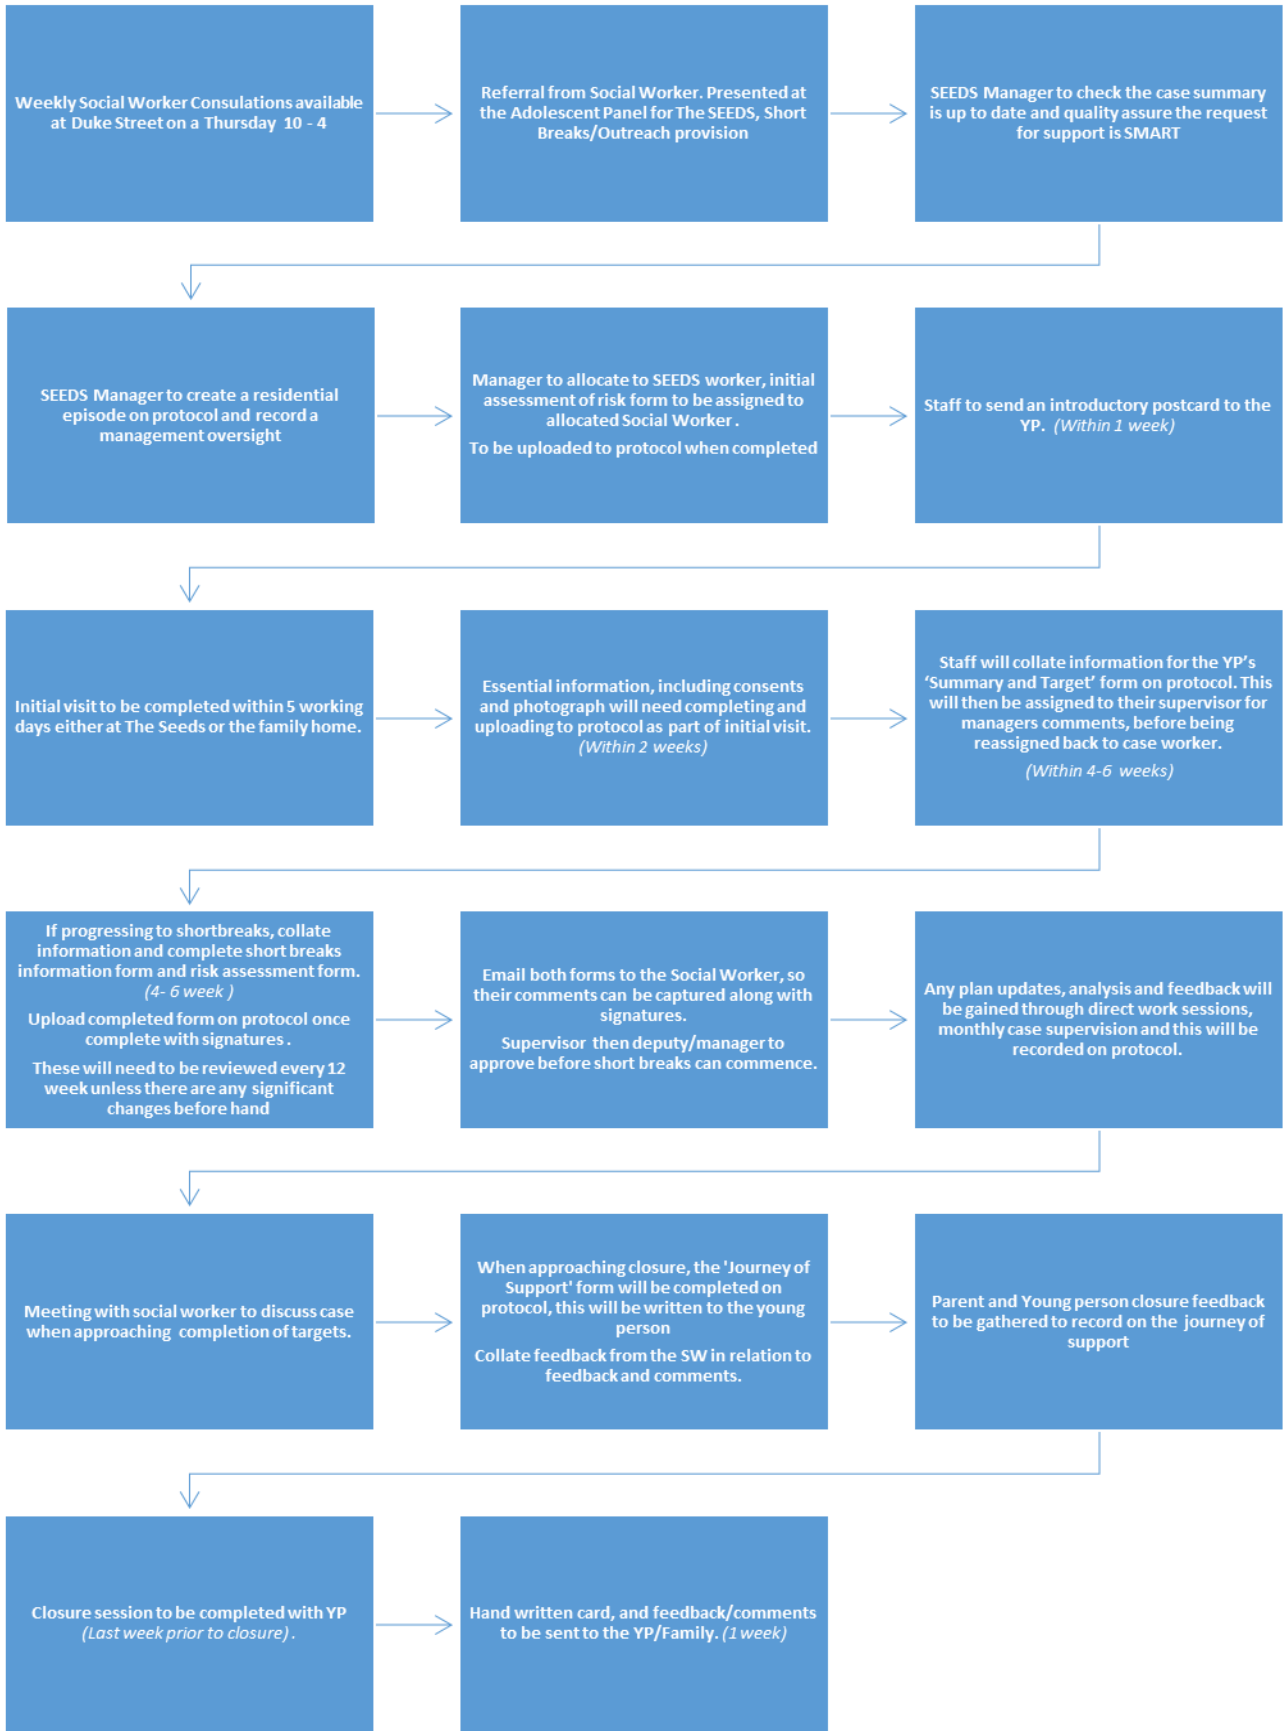 Weekly Social Worker Consulations available
at Duke Street on a Thursday 10 - 4
Referral from Social Worker. Presented at
the Adolescent Panel for The SEEDS, Short
Breaks/Outreach provision
SEEDS Manager to check the case summary
is up to date and quality assure the request
for support is SMART
SEEDS Manager to create a residential
episode on protocol and record a
management oversight
Manager to allocate to SEEDS worker, initial
assessment of risk form to be assigned to
allocated Social Worker .
To be uploaded to protocol when completed
Staff to send an introductory postcard to the
YP. (Within 1 week)
Initial visit to be completed within 5 working
days either at The Seeds or the family home.
Essential information, including consents
and photograph will need completing and
uploading to protocol as part of initial visit.
(Within 2 weeks)
Staff will collate information for the YP’s
‘Summary and Target’ form on protocol. This
will then be assigned to their supervisor for
managers comments, before being
reassigned back to case worker.
(Within 4-6 weeks)
If progressing to shortbreaks, collate
information and complete short breaks
information form and risk assessment form.
(4- 6 week )
Upload completed form on protocol once
complete with signatures .
These will need to be reviewed every 12
week unless there are any significant
changes before hand
Email both forms to the Social Worker, so
their comments can be captured along with
signatures.
Supervisor then deputy/manager to
approve before short breaks can commence.
Any plan updates, analysis and feedback will
be gained through direct work sessions,
monthly case supervision and this will be
recorded on protocol.
Meeting with social worker to discuss case
when approaching completion of targets.
When approaching closure, the 'Journey of
Support' form will be completed on
protocol, this will be written to the young
person
Collate feedback from the SW in relation to
feedback and comments.
Parent and Young person closure feedback
to be gathered to record on the journey of
support
Closure session to be completed with YP
(Last week prior to closure) .
Hand written card, and feedback/comments
to be sent to the YP/Family. (1 week)